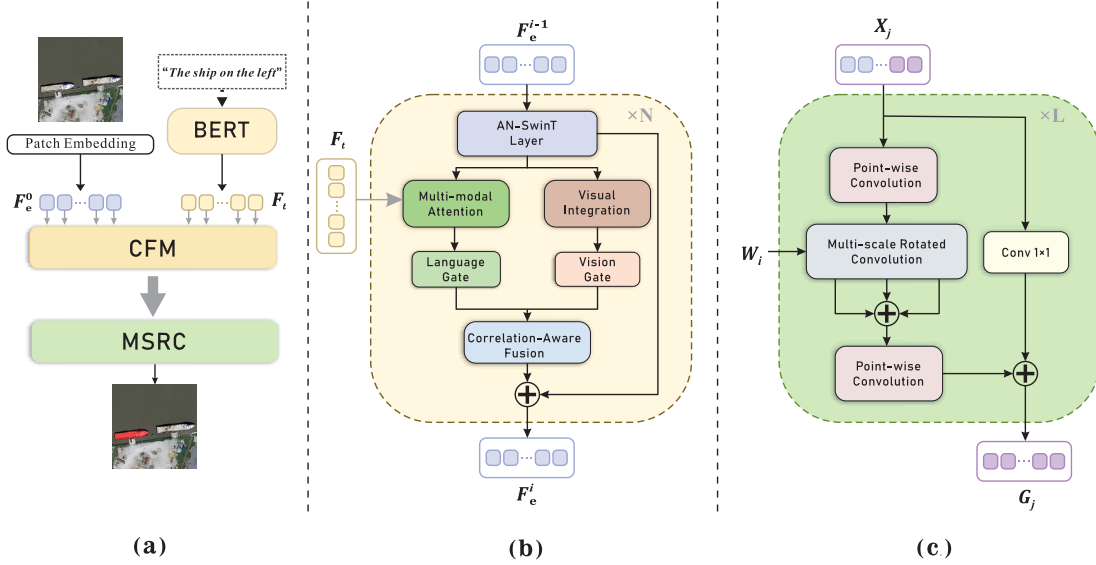 "The ship on the left"
BERT
Patch Embedding
F_e^0
F_t
CFM
MSRC
(a)
F_e^{i-1}
×N
AN-SwinT
Layer
F_t
Multi-modal
Attention
Visual
Integration
Language
Gate
Vision
Gate
Correlation-Aware
Fusion
F_e^i
(b)
X_j
×L
Point-wise
Convolution
W_i
Multi-scale Rotated
Convolution
Conv 1×1
Point-wise
Convolution
G_j
(c)